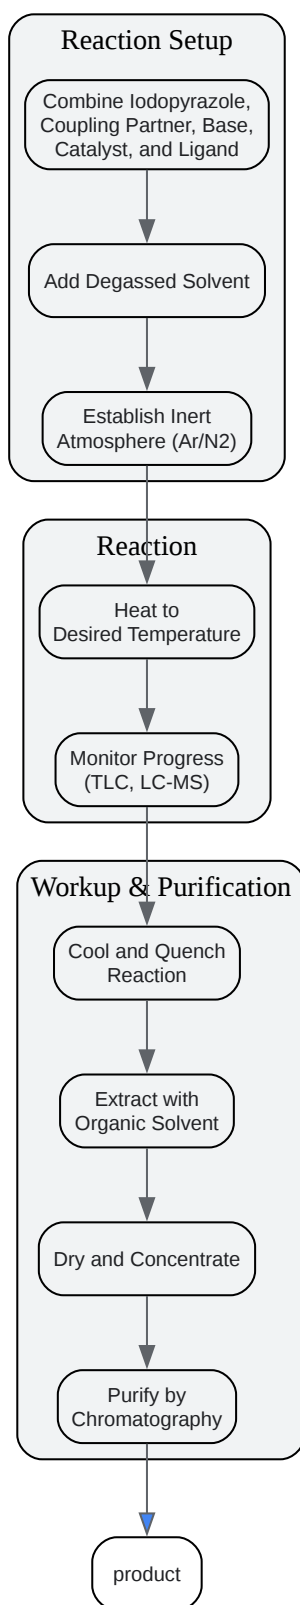 Reaction Setup
Combine Iodopyrazole,
Coupling Partner, Base,
Catalyst, and Ligand
Add Degassed Solvent
Establish Inert
Atmosphere (Ar/N2)
Reaction
Heat to
Desired Temperature
Monitor Progress
(TLC, LC-MS)
Workup & Purification
Cool and Quench
Reaction
Extract with
Organic Solvent
Dry and Concentrate
Purify by
Chromatography
product